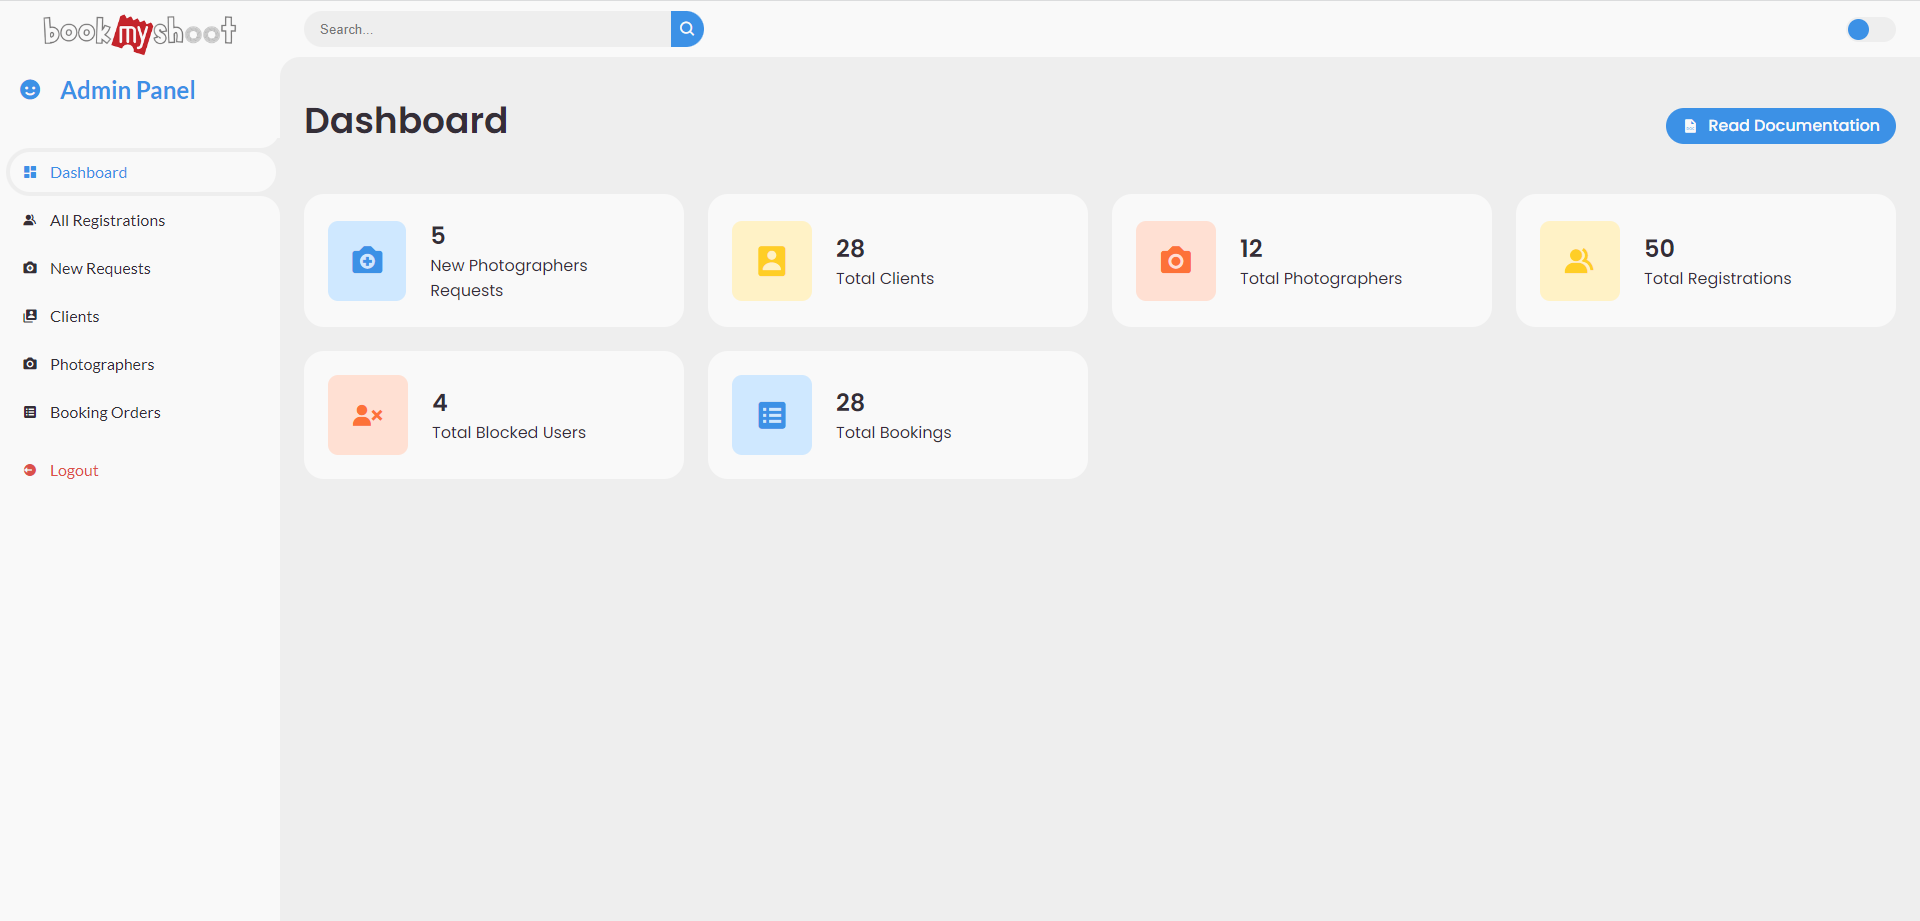 bookmyshoot
Search...
Admin Panel
Dashboard
All Registrations
New Requests
Clients
Photographers
Booking Orders
Logout
Dashboard
Read Documentation
5
New Photographers
Requests
28
Total Clients
12
Total Photographers
50
Total Registrations
4
Total Blocked Users
28
Total Bookings